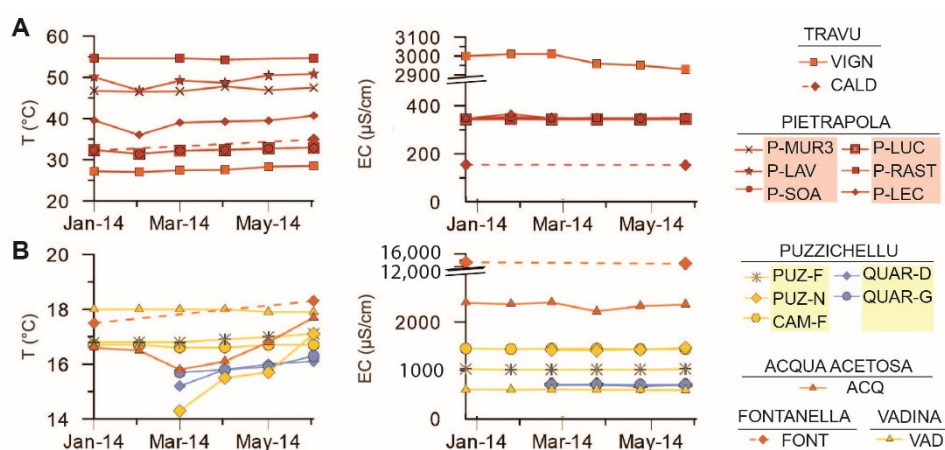 A
60
50
40
30
20
T (°C)
Jan-14 Mar-14 May-14
3100
3000
2900
400
200
0
EC (µS/cm)
Jan-14 Mar-14 May-14
TRAVU
VIGN
CALD
PIETRAPOLA
P-MUR3 P-LUC
P-LAV P-RAST
P-SOA P-LEC
B
20
18
16
14
T (°C)
Jan-14 Mar-14 May-14
16,000
12,000
2000
1000
0
EC (µS/cm)
Jan-14 Mar-14 May-14
PUZZICHELLU
PUZ-F QUAR-D
PUZ-N QUAR-G
CAM-F
ACQUA ACETOSA
ACQ
FONTANELLA VADINA
FONT VAD